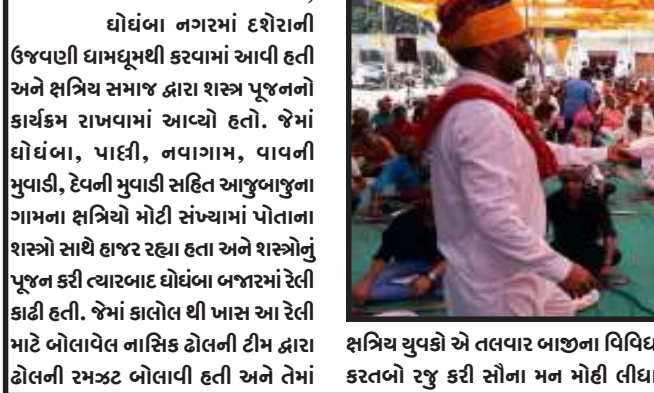 ઘોઘંબા નગરમાં દશેરાની
ઉજવણી ધામધૂમથી કરવામાં આવી હતી
અને ક્ષત્રિય સમાજ દ્વારા શસ્ત્ર પૂજનનો
કાર્યક્રમ રાખવામાં આવ્યો હતો. જેમાં
ઘોઘંબા, પાલ્લી, નવાગામ, વાવની
મુવાડી, દેવની મુવાડી સહિત આજુબાજુના
ગામના ક્ષત્રિયો મોટી સંખ્યામાં પોતાના
શસ્ત્રો સાથે હાજર રહ્યા હતા અને શસ્ત્રોનું
પૂજન કરી ત્યારબાદ ઘોઘંબા બજારમાં રેલી
કાઢી હતી. જેમાં કાલોલ થી ખાસ આ રેલી
માટે બોલાવેલ નાસિક ઢોલની ટીમ દ્વારા
ઢોલની રમઝટ બોલાવી હતી અને તેમાં
ક્ષત્રિય યુવકો એ તલવાર બાજીના વિવિધ
કરતબો રજુ કરી સૌના મન મોહી લીધા